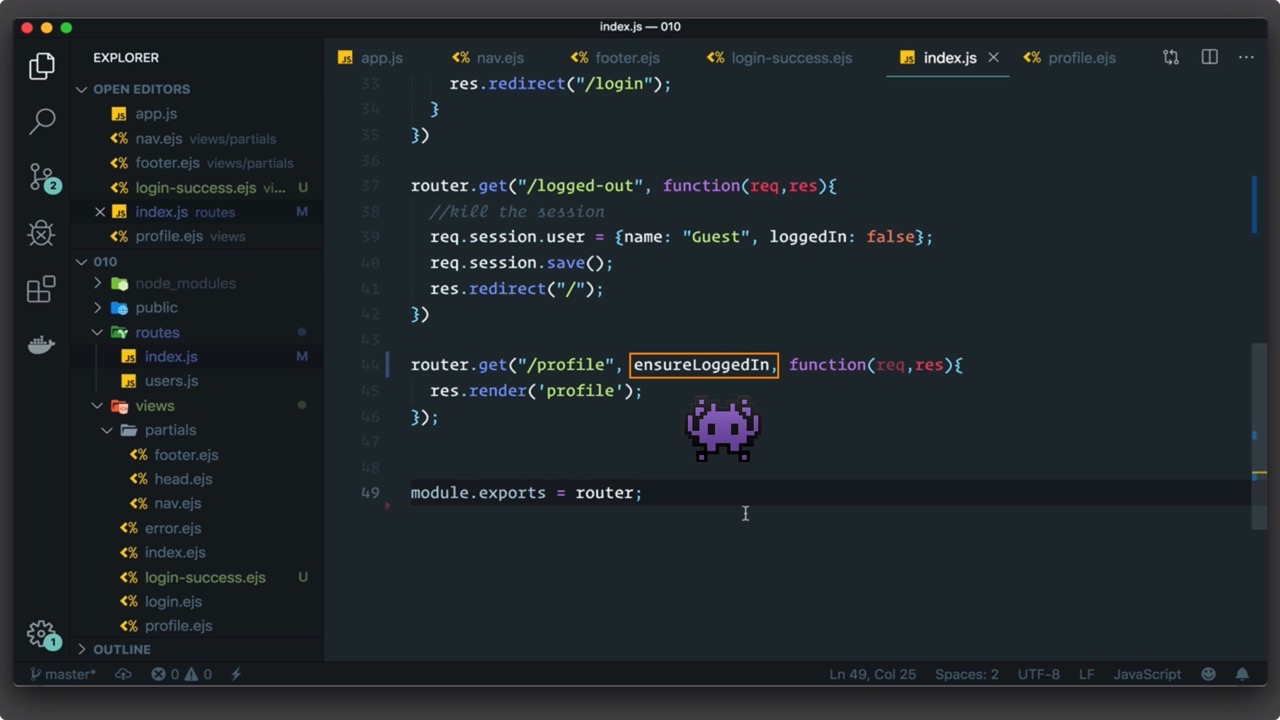 index.js — 010
EXPLORER
OPEN EDITORS
app.js
nav.ejs views/partials
footer.ejs views/partials
login-success.ejs vi... U
index.js routes M
profile.ejs views
010
node_modules
public
routes
index.js M
users.js
views
partials
footer.ejs
head.ejs
nav.ejs
error.ejs
index.ejs
login-success.ejs U
login.ejs
profile.ejs
OUTLINE
2
1
app.js nav.ejs footer.ejs login-success.ejs index.js profile.ejs
33 res.redirect("/login");
34 }
35 })
36
37 router.get("/logged-out", function(req,res){
38 //kill the session
39 req.session.user = {name: "Guest", loggedIn: false};
40 req.session.save();
41 res.redirect("/");
42 })
43
44 router.get("/profile", ensureLoggedIn, function(req,res){
45 res.render('profile');
46 });
47
48
49 module.exports = router;
master* 0 0 Ln 49, Col 25 Spaces: 2 UTF-8 LF JavaScript